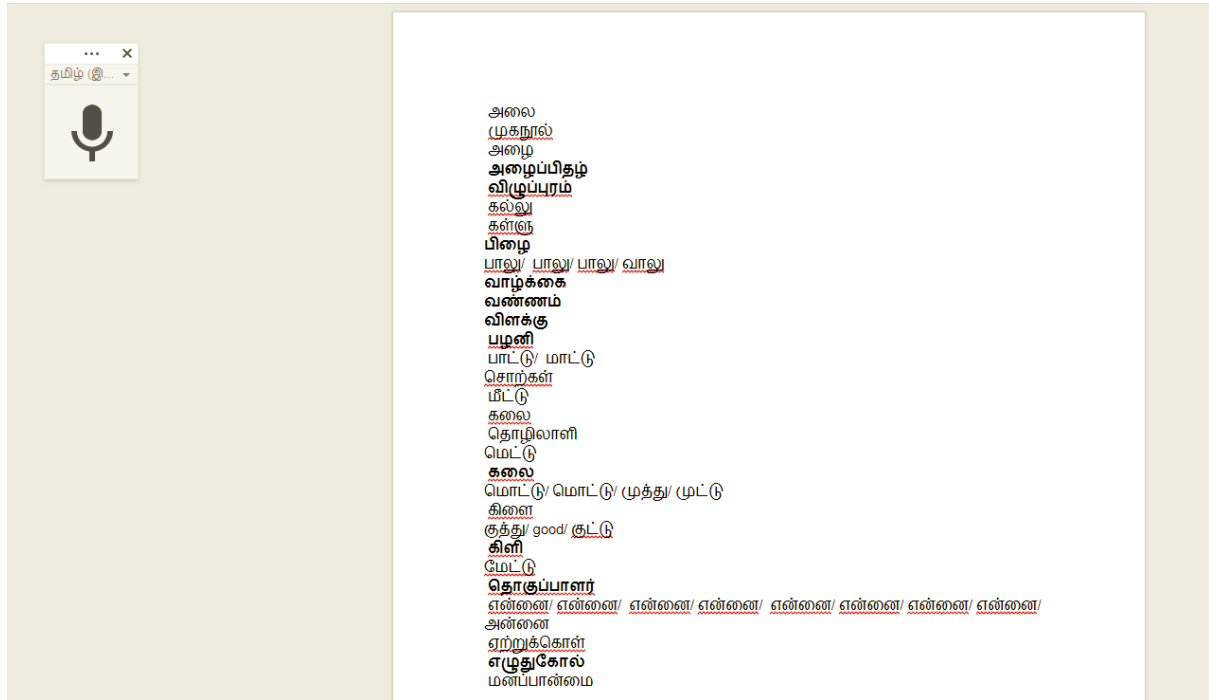 தமிழ் (இ...
அலை
முகநூல்
அழை
அழைப்பிதழ்
விழுப்புரம்
கல்லு
கள்ளு
பிழை
பாலு/ பாலு/ பாலு/ வாலு
வாழ்க்கை
வண்ணம்
விளக்கு
பழனி
பாட்டு/ மாட்டு
சொற்கள்
மீட்டு
கலை
தொழிலாளி
மெட்டு
கலை
மொட்டு/ மொட்டு/ முத்து/ முட்டு
கிளை
குத்து/ good/ குட்டு
கிளி
மேட்டு
தொகுப்பாளர்
என்னை/ என்னை/ என்னை/ என்னை/ என்னை/ என்னை/ என்னை/ என்னை/
அன்னை
ஏற்றுக்கொள்
எழுதுகோல்
மனப்பான்மை